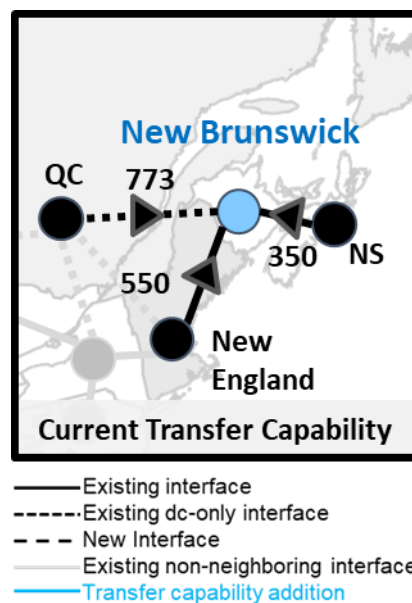 New Brunswick
QC
773
350
NS
550
New
England
Current Transfer Capability
Existing interface
Existing dc-only interface
New Interface
Existing non-neighboring interface
Transfer capability addition